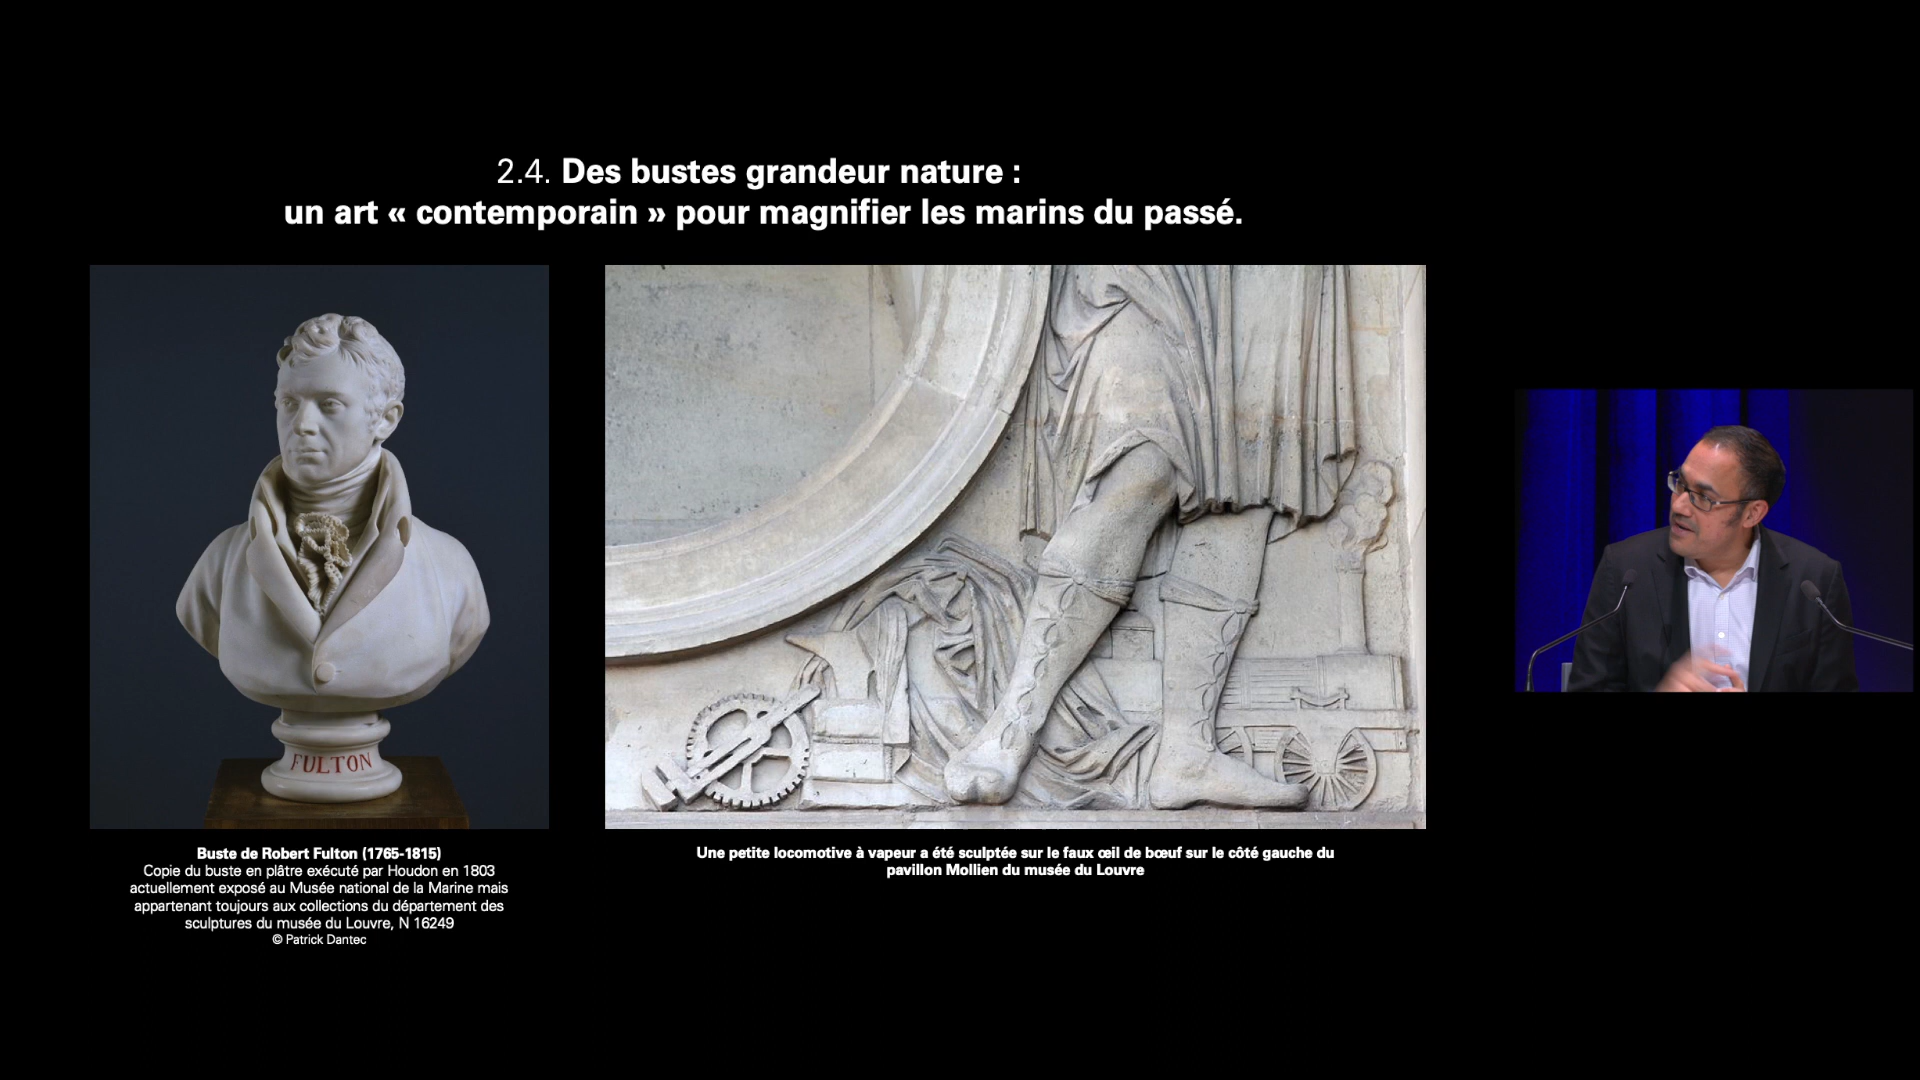 2.4. Des bustes grandeur nature :
un art « contemporain » pour magnifier les marins du passé.
FULTON
Buste de Robert Fulton (1765-1815)
Copie du buste en plâtre exécuté par Houdon en 1803
actuellement exposé au Musée national de la Marine mais
appartenant toujours aux collections du département des
sculptures du musée du Louvre, N 16249
© Patrick Dantec
Une petite locomotive à vapeur a été sculptée sur le faux œil de bœuf sur le côté gauche du
pavillon Mollien du musée du Louvre